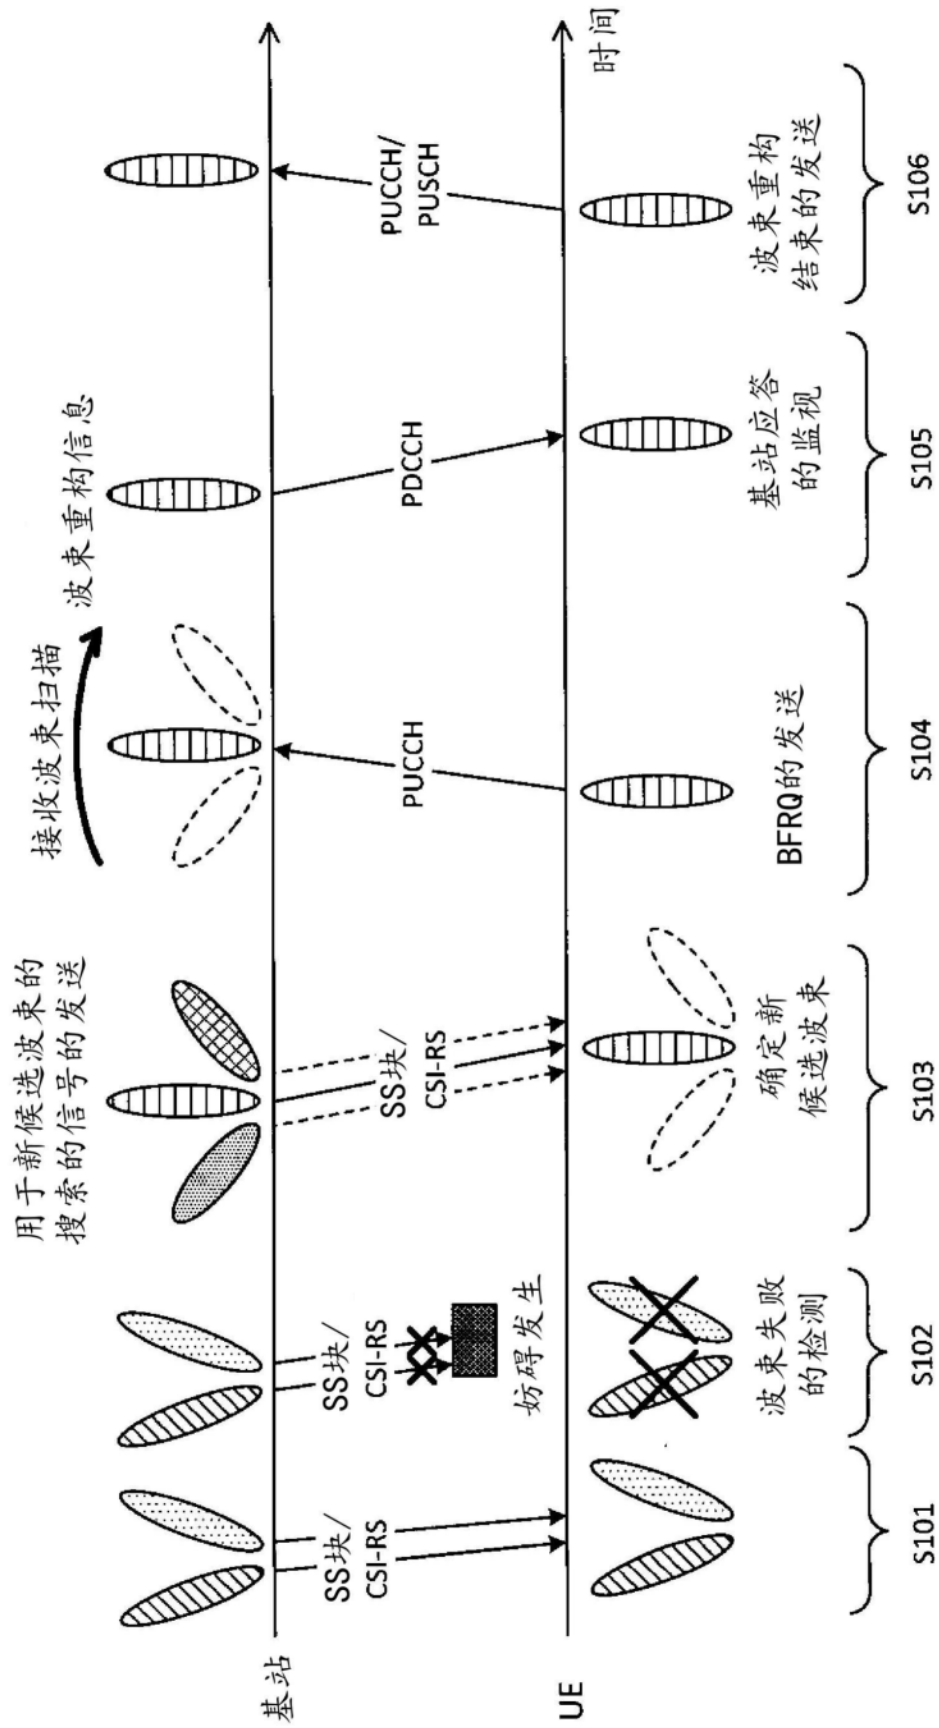 用于新候选波束的
搜索的信号的发送
接收波束扫描
波束重构信息
基站
SS块/
CSI-RS
SS块/
CSI-RS
妨碍发生
SS块/
CSI-RS
PUCCH
PDCCH
PUCCH/
PUSCH
UE
时间
波束失败
的检测
确定新
候选波束
BFRQ的发送
基站应答
的监视
波束重构
结束的发送
S101
S102
S103
S104
S105
S106